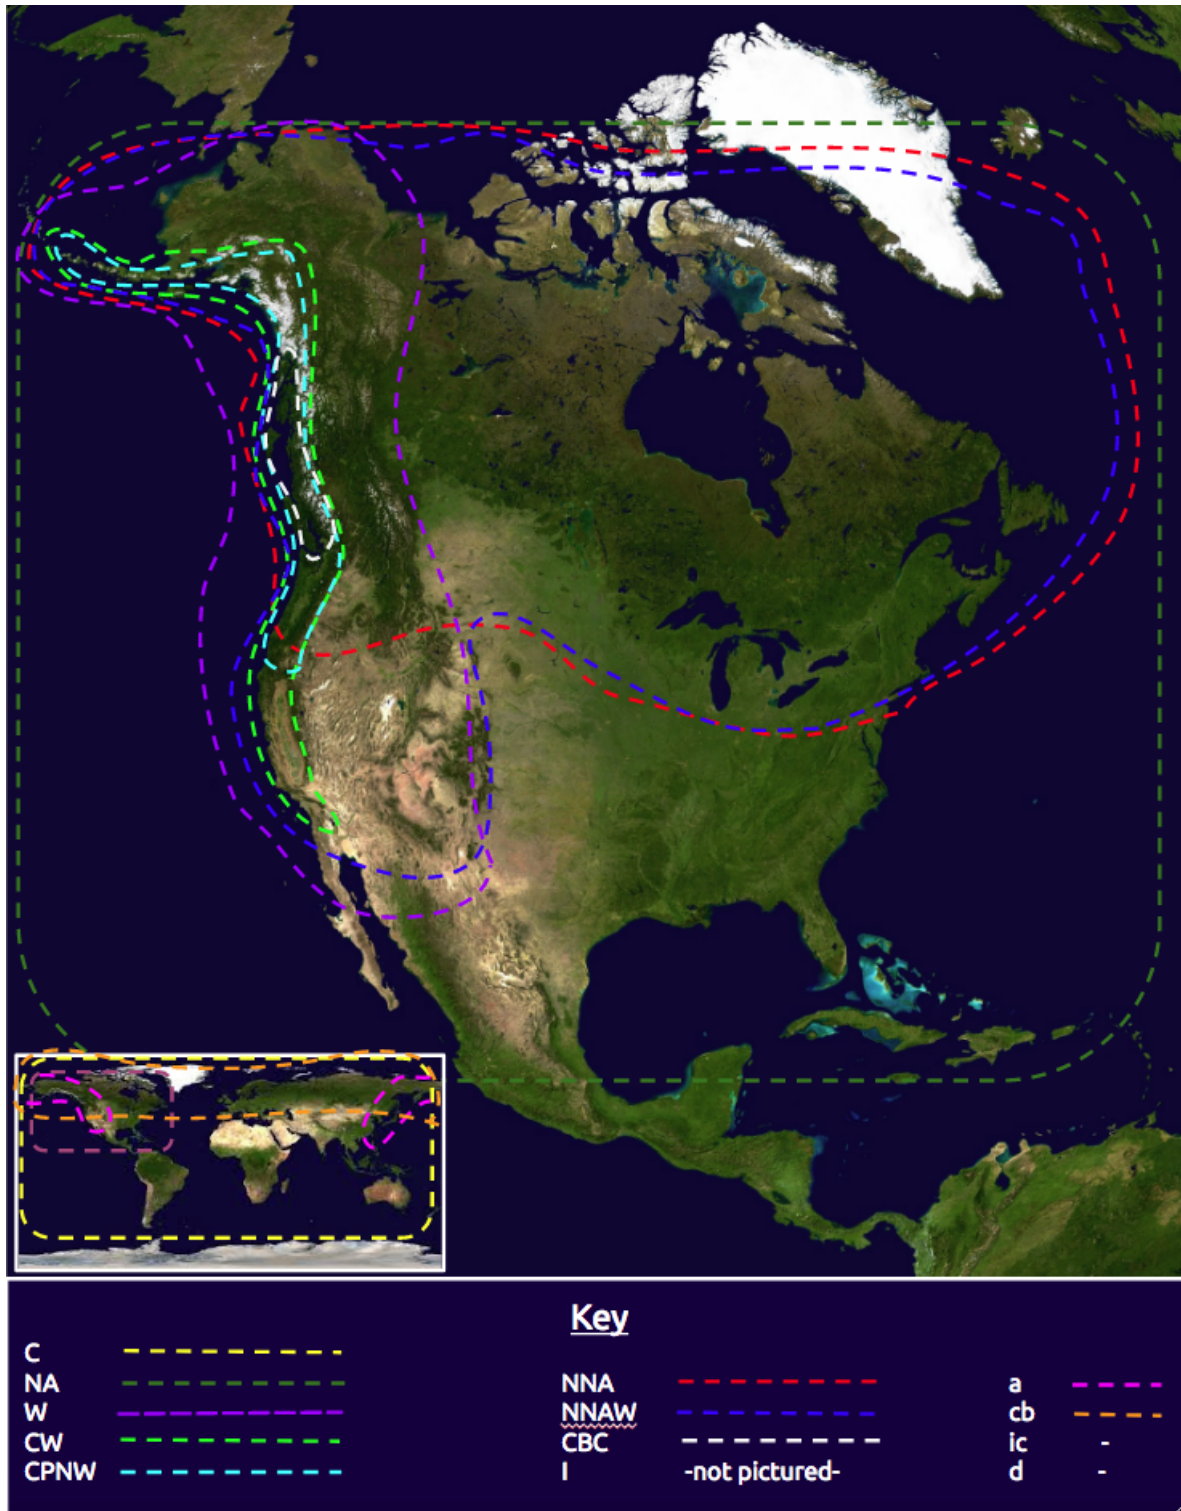 Key
C
NA
W
CW
CPNW
NNA
NNAW
CBC
I -not pictured-
a
cb
ic -
d -